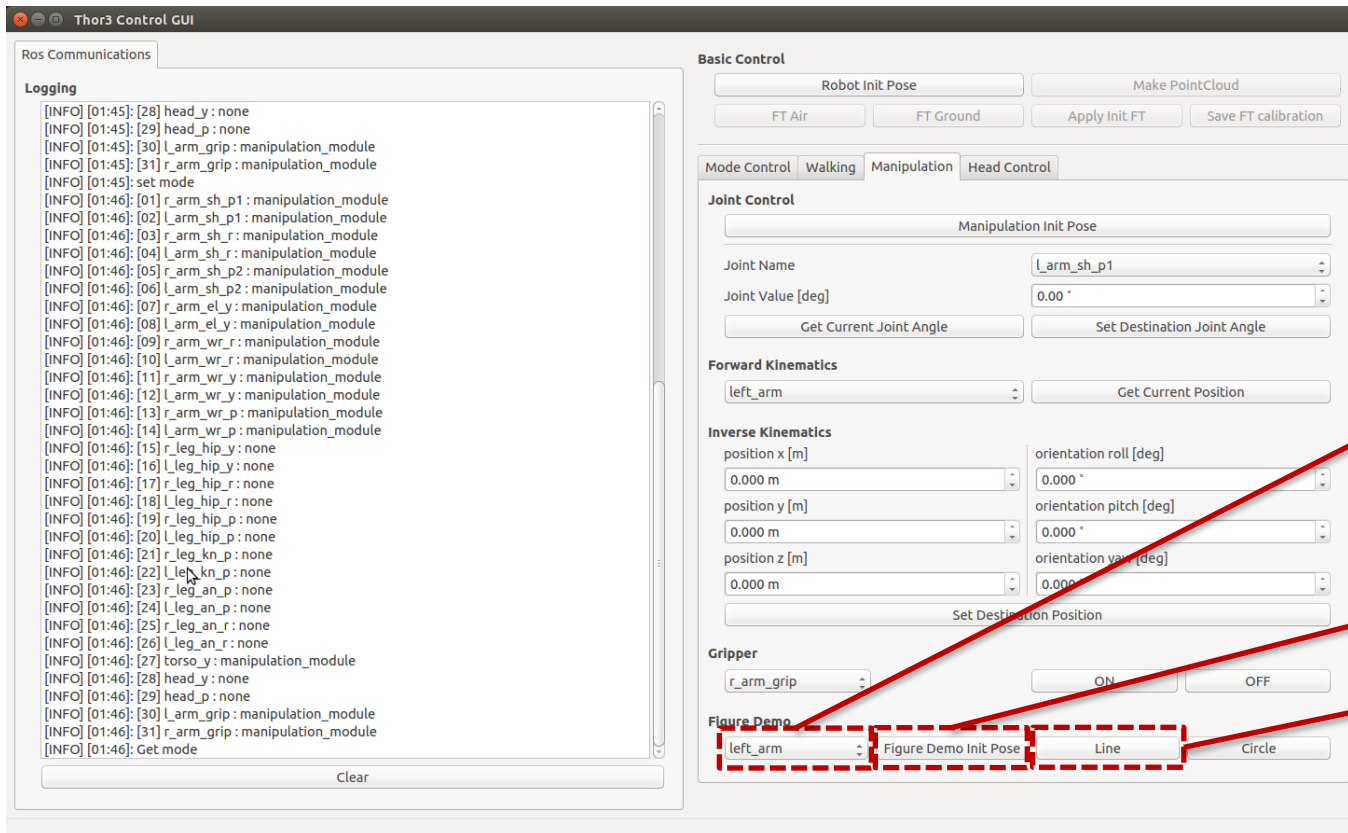 Thor3 Control GUI
Ros Communications
Logging
[INFO] [01:45]: [28] head_y : none
[INFO] [01:45]: [29] head_p : none
[INFO] [01:45]: [30] l_arm_grip : manipulation_module
[INFO] [01:45]: [31] r_arm_grip : manipulation_module
[INFO] [01:45]: set mode
[INFO] [01:46]: [01] r_arm_sh_p1 : manipulation_module
[INFO] [01:46]: [02] l_arm_sh_p1 : manipulation_module
[INFO] [01:46]: [03] r_arm_sh_r : manipulation_module
[INFO] [01:46]: [04] l_arm_sh_r : manipulation_module
[INFO] [01:46]: [05] r_arm_sh_p2 : manipulation_module
[INFO] [01:46]: [06] l_arm_sh_p2 : manipulation_module
[INFO] [01:46]: [07] r_arm_el_y : manipulation_module
[INFO] [01:46]: [08] l_arm_el_y : manipulation_module
[INFO] [01:46]: [09] r_arm_wr_r : manipulation_module
[INFO] [01:46]: [10] l_arm_wr_r : manipulation_module
[INFO] [01:46]: [11] r_arm_wr_y : manipulation_module
[INFO] [01:46]: [12] l_arm_wr_y : manipulation_module
[INFO] [01:46]: [13] r_arm_wr_p : manipulation_module
[INFO] [01:46]: [14] l_arm_wr_p : manipulation_module
[INFO] [01:46]: [15] r_leg_hip_y : none
[INFO] [01:46]: [16] l_leg_hip_y : none
[INFO] [01:46]: [17] r_leg_hip_r : none
[INFO] [01:46]: [18] l_leg_hip_r : none
[INFO] [01:46]: [19] r_leg_hip_p : none
[INFO] [01:46]: [20] l_leg_hip_p : none
[INFO] [01:46]: [21] r_leg_kn_p : none
[INFO] [01:46]: [22] l_leg_kn_p : none
[INFO] [01:46]: [23] r_leg_an_p : none
[INFO] [01:46]: [24] l_leg_an_p : none
[INFO] [01:46]: [25] r_leg_an_r : none
[INFO] [01:46]: [26] l_leg_an_r : none
[INFO] [01:46]: [27] torso_y : manipulation_module
[INFO] [01:46]: [28] head_y : none
[INFO] [01:46]: [29] head_p : none
[INFO] [01:46]: [30] l_arm_grip : manipulation_module
[INFO] [01:46]: [31] r_arm_grip : manipulation_module
[INFO] [01:46]: Get mode
Clear
Basic Control
Robot Init Pose Make PointCloud
FT Air FT Ground Apply Init FT Save FT calibration
Mode Control Walking Manipulation Head Control
Joint Control
Manipulation Init Pose
Joint Name l_arm_sh_p1
Joint Value [deg] 0.00 °
Get Current Joint Angle Set Destination Joint Angle
Forward Kinematics
left_arm Get Current Position
Inverse Kinematics
position x [m] orientation roll [deg]
0.000 m 0.000 °
position y [m] orientation pitch [deg]
0.000 m 0.000 °
position z [m] orientation yaw [deg]
0.000 m 0.000
Set Destination Position
Gripper
r_arm_grip ON OFF
Figure Demo
left_arm Figure Demo Init Pose Line Circle